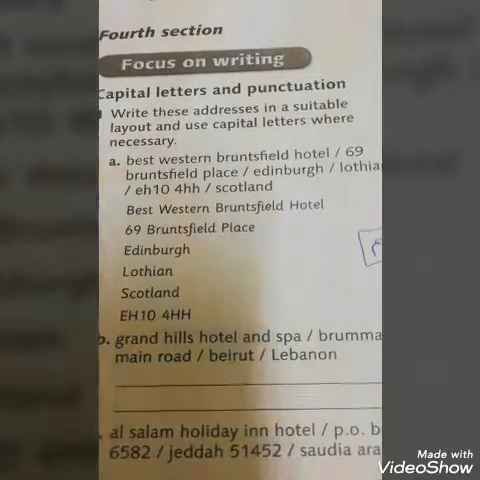 Fourth section
Focus on writing
Capital letters and punctuation
Write these addresses in a suitable
layout and use capital letters where
necessary.
a. best western bruntsfield hotel / 69
bruntsfield place / edinburgh / lothia
/ eh10 4hh / scotland
Best Western Bruntsfield Hotel
69 Bruntsfield Place
Edinburgh
Lothian
Scotland
EH10 4HH
b. grand hills hotel and spa / brumma
main road / beirut / Lebanon
al salam holiday inn hotel / p.o. b
6582 / jeddah 51452 / saudia ara
Made with
VideoShow